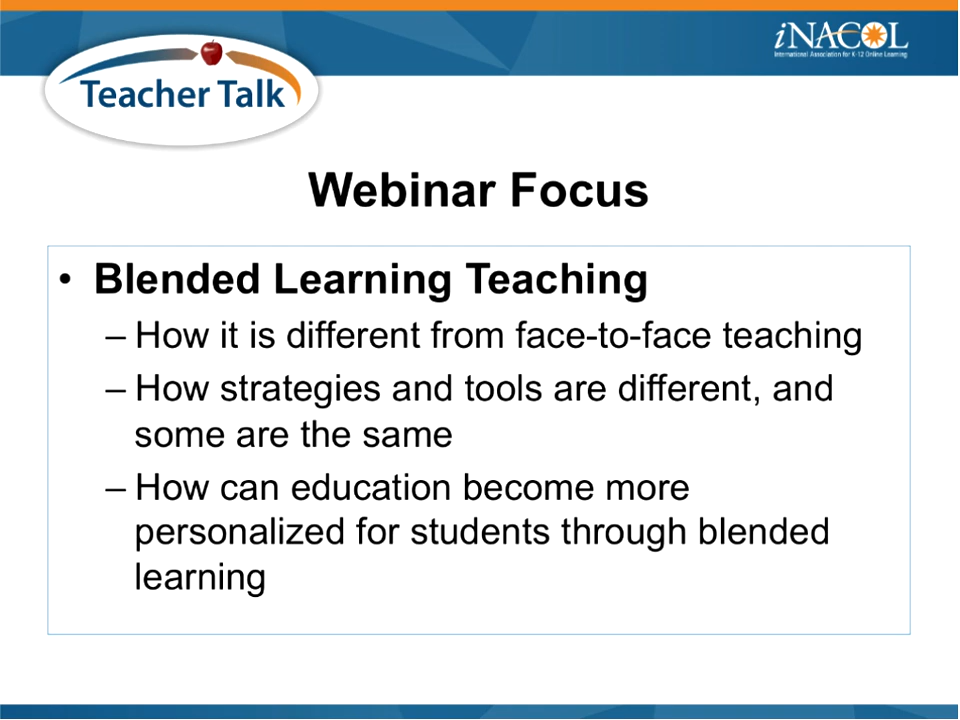 iNACOL
International Association for K-12 Online Learning
Teacher Talk
Webinar Focus
• Blended Learning Teaching
– How it is different from face-to-face teaching
– How strategies and tools are different, and
some are the same
– How can education become more
personalized for students through blended
learning